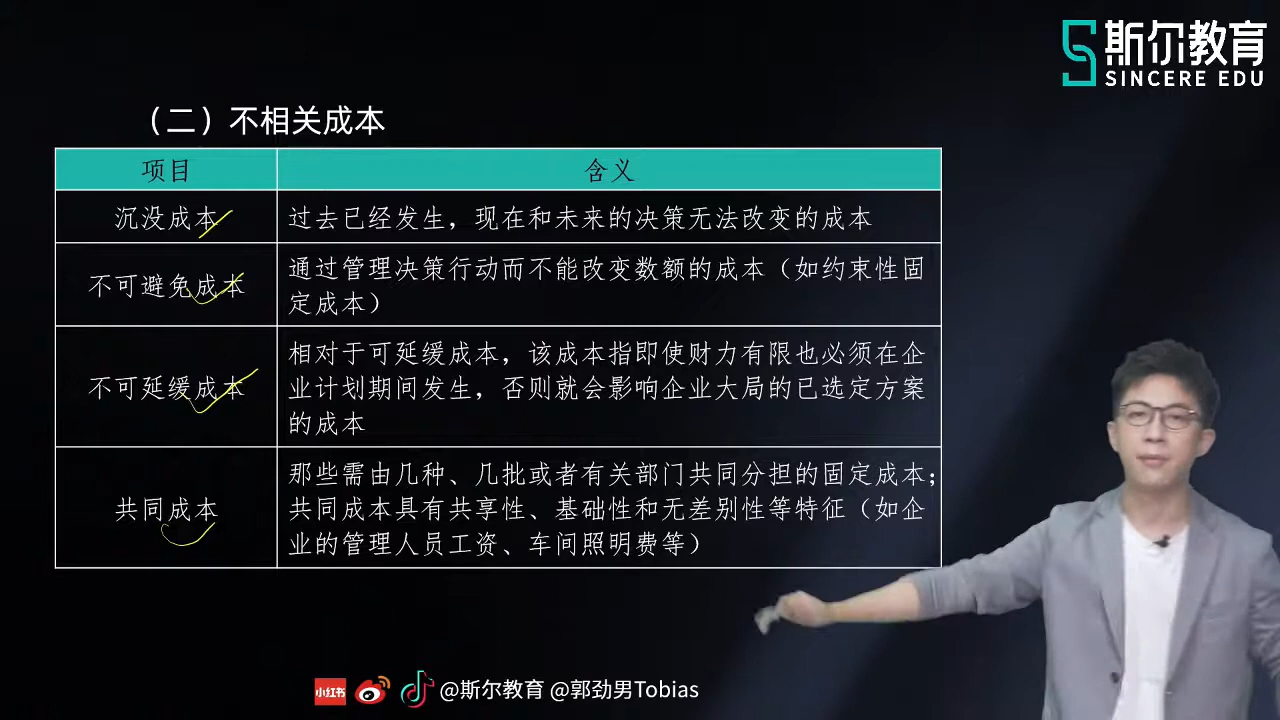 斯尔教育
SINCERE EDU
（二）不相关成本
项目
含义
沉没成本
过去已经发生，现在和未来的决策无法改变的成本
不可避免成本
通过管理决策行动而不能改变数额的成本（如约束性固
定成本）
不可延缓成本
相对于可延缓成本，该成本指即使财力有限也必须在企
业计划期间发生，否则就会影响企业大局的已选定方案
的成本
共同成本
那些需由几种、几批或者有关部门共同分担的固定成本；
共同成本具有共享性、基础性和无差别性等特征（如企
业的管理人员工资、车间照明费等）
小红书 @斯尔教育 @郭劲男Tobias